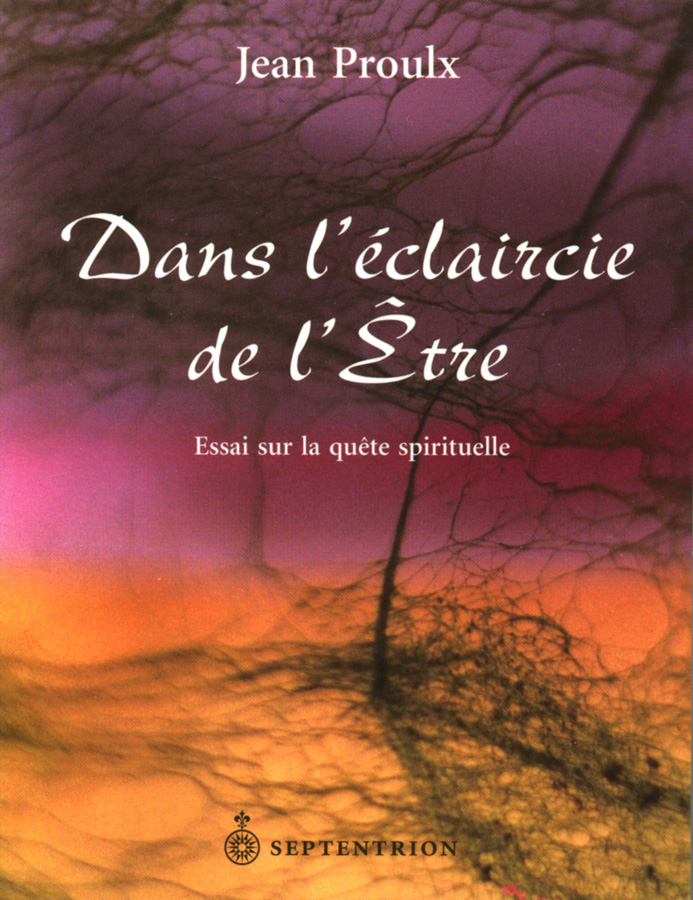 Jean Proulx
Dans l'éclaircie
de l'Être
Essai sur la quête spirituelle
SEPTENTRION